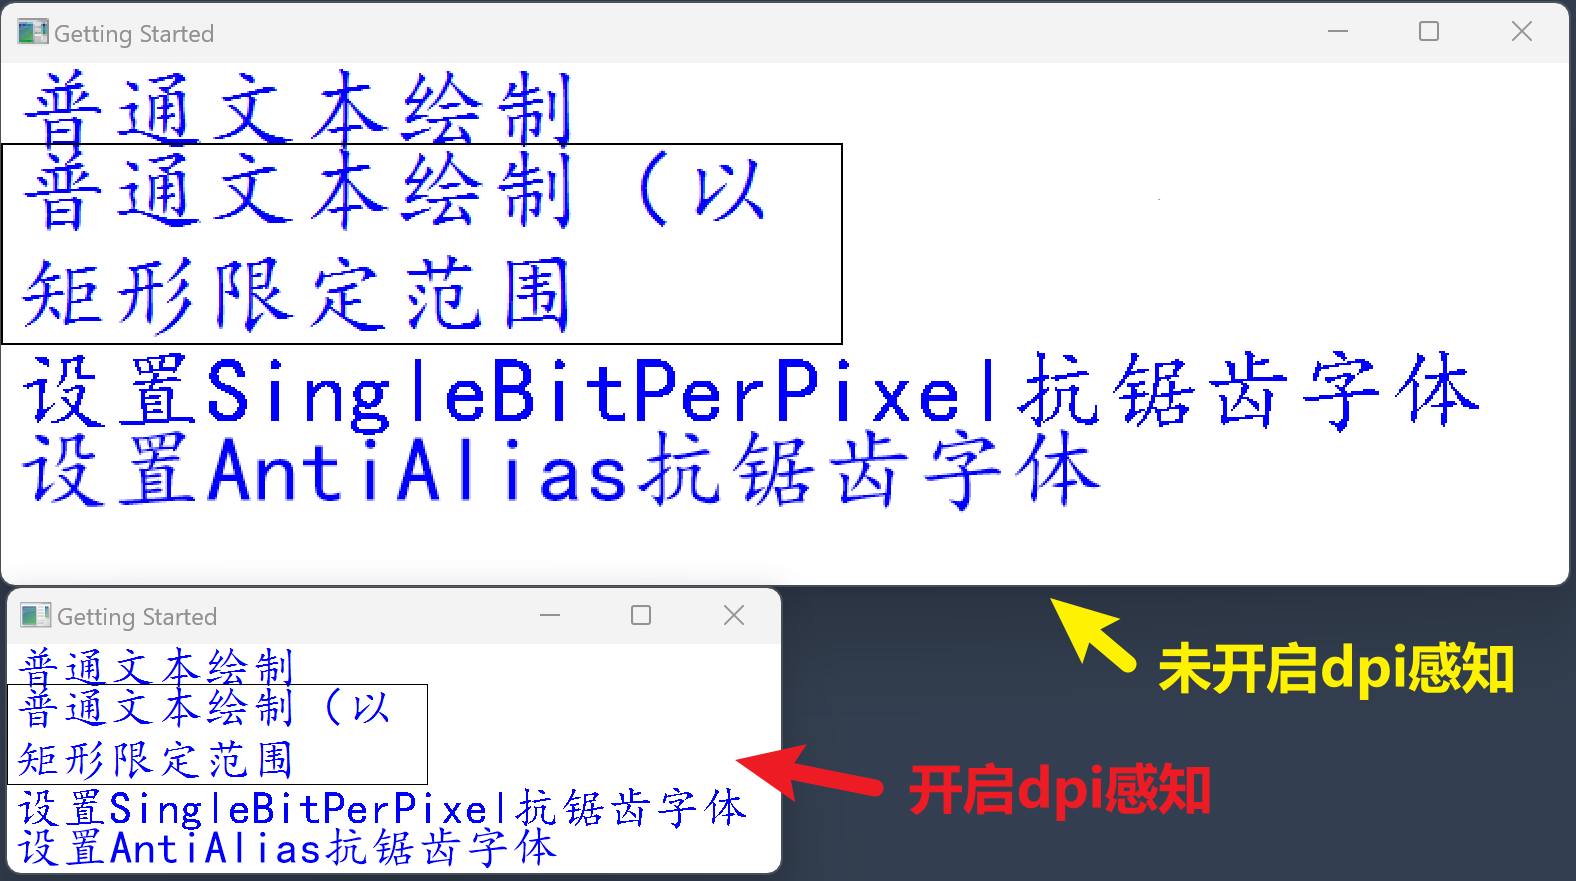 Getting Started
普通文本绘制
普通文本绘制（以
矩形限定范围
设置SingleBitPerPixel抗锯齿字体
设置AntiAlias抗锯齿字体
Getting Started
普通文本绘制
普通文本绘制（以
矩形限定范围
设置SingleBitPerPixel抗锯齿字体
设置AntiAlias抗锯齿字体
未开启dpi感知
开启dpi感知